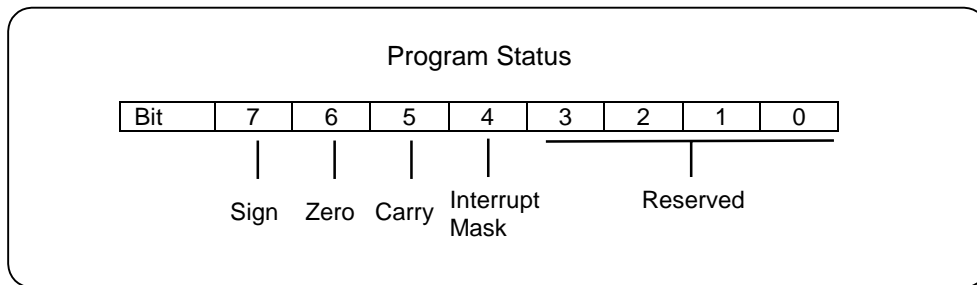 Program Status
Bit 7 6 5 4 3 2 1 0
Sign Zero Carry Interrupt Mask Reserved